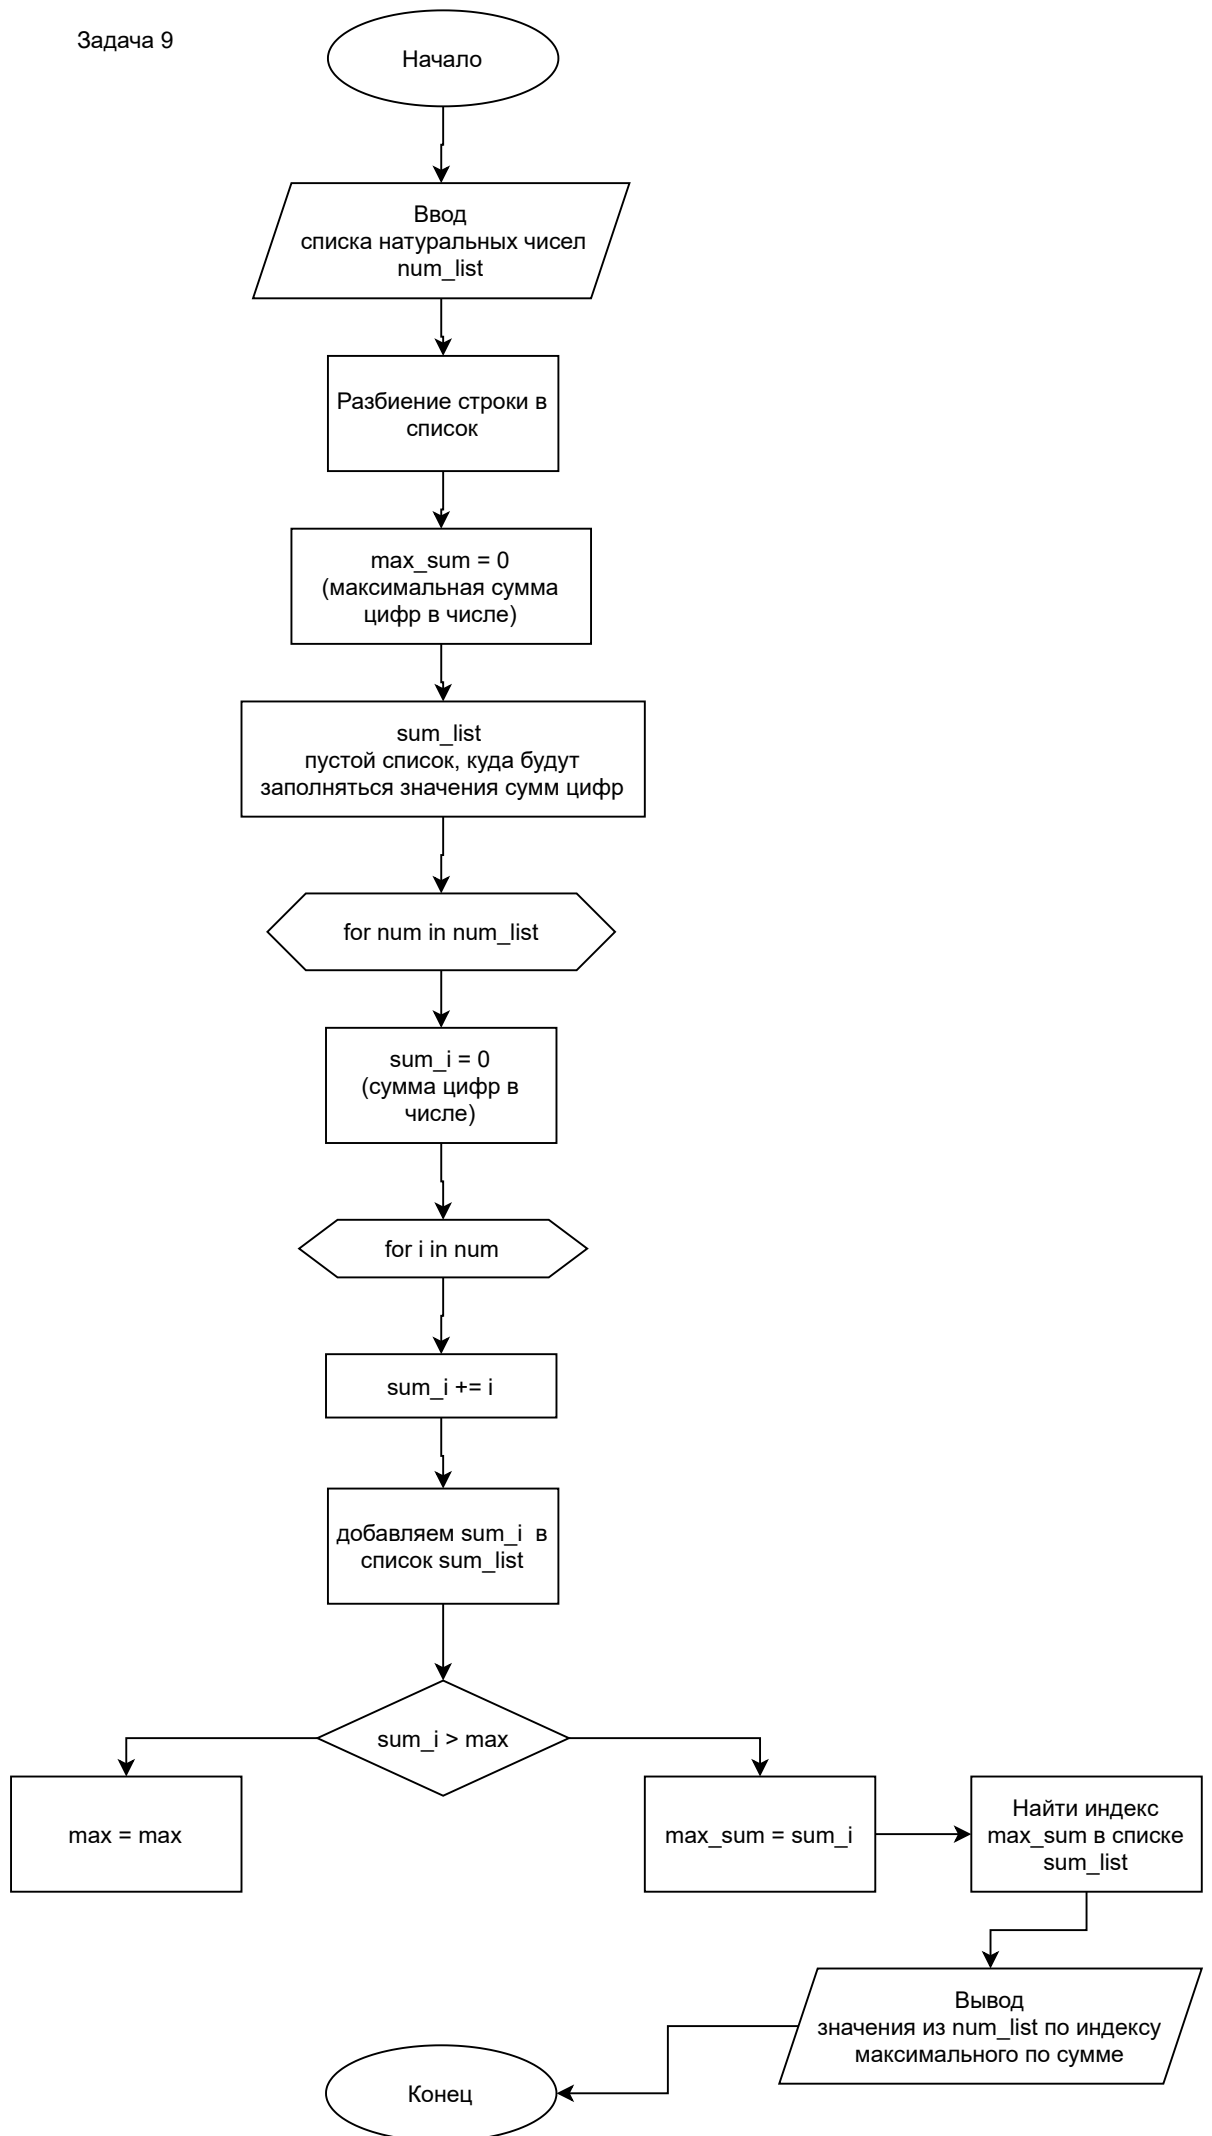 Задача 9
Начало
Ввод
списка натуральных чисел
num_list
Разбиение строки в
список
max_sum = 0
(максимальная сумма
цифр в числе)
sum_list
пустой список, куда будут
заполняться значения сумм цифр
for num in num_list
sum_i = 0
(сумма цифр в
числе)
for i in num
sum_i += i
добавляем sum_i в
список sum_list
sum_i > max
max = max
max_sum = sum_i
Найти индекс
max_sum в списке
sum_list
Вывод
значения из num_list по индексу
максимального по сумме
Конец